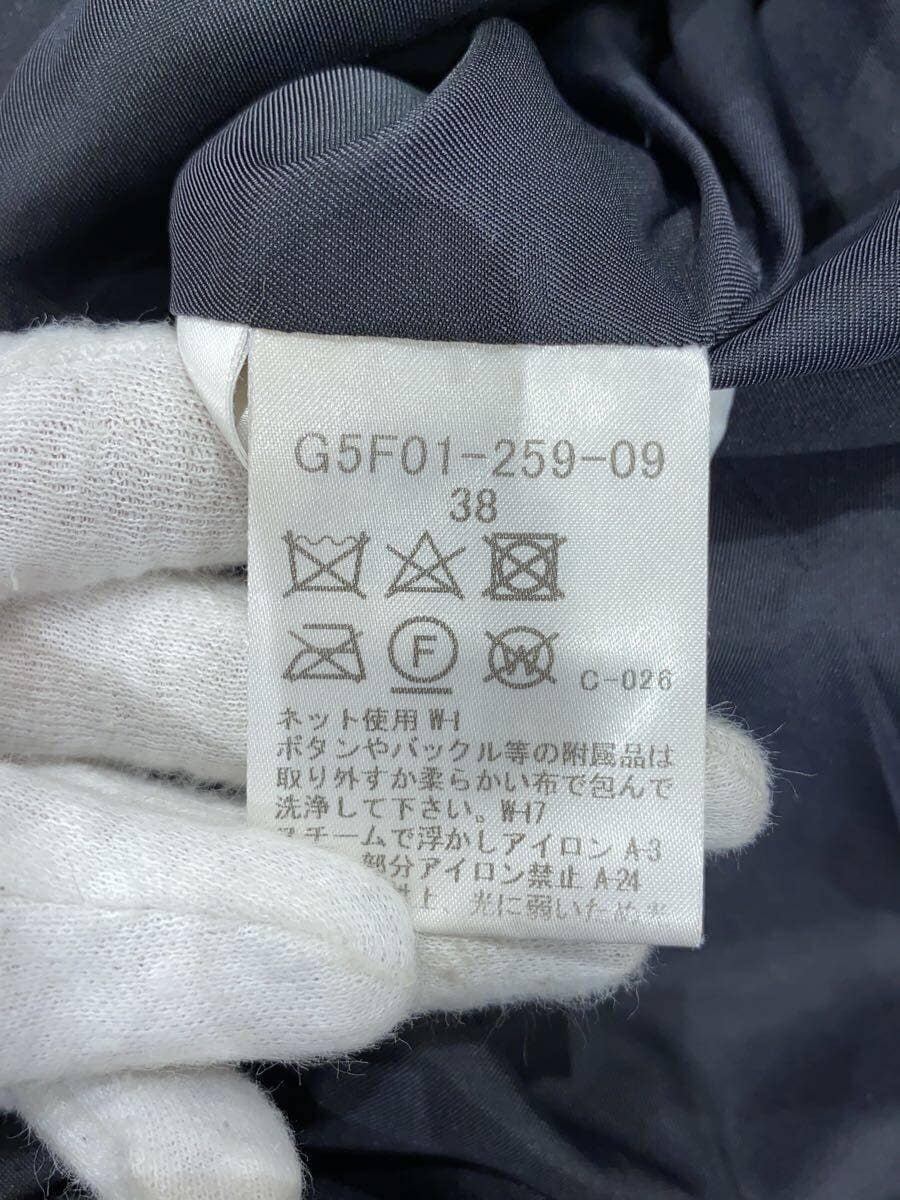 G5F01-259-09
38
F W C-026
ネット使用 W-1
ボタンやバックル等の附属品は
取り外すか柔らかい布で包んで
洗浄して下さい。W-17
スチームで浮かしアイロン A-3
部分アイロン禁止 A-24
上 光に弱いため